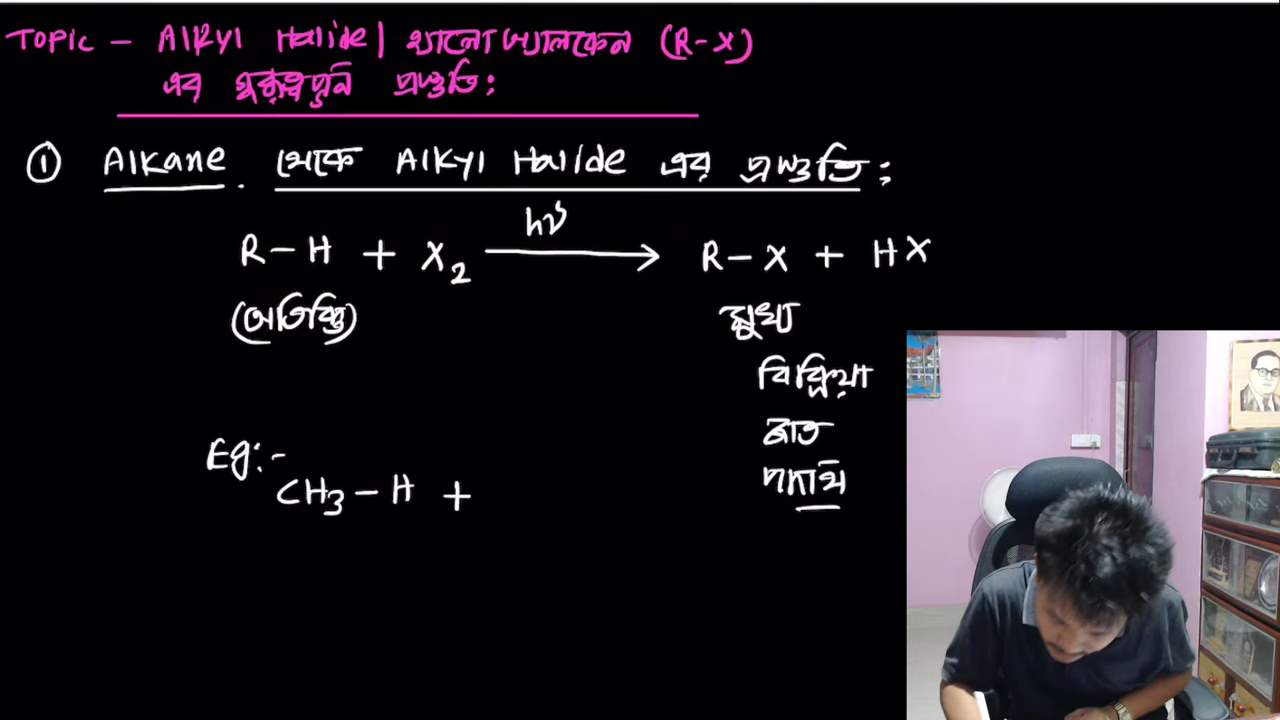 TOPIC - Alkyl Halide | হ্যালোঅ্যালকেন (R-X)
এর গুরুত্বপূর্ণ প্রস্তুতি:
① Alkane থেকে Alkyl Halide এর প্রস্তুতি:
hν
R-H + X₂ ⟶ R-X + HX
(অতিরিক্ত) মুখ্য
বিক্রিয়া
জাত
পদার্থ
Eg:-
CH₃-H +